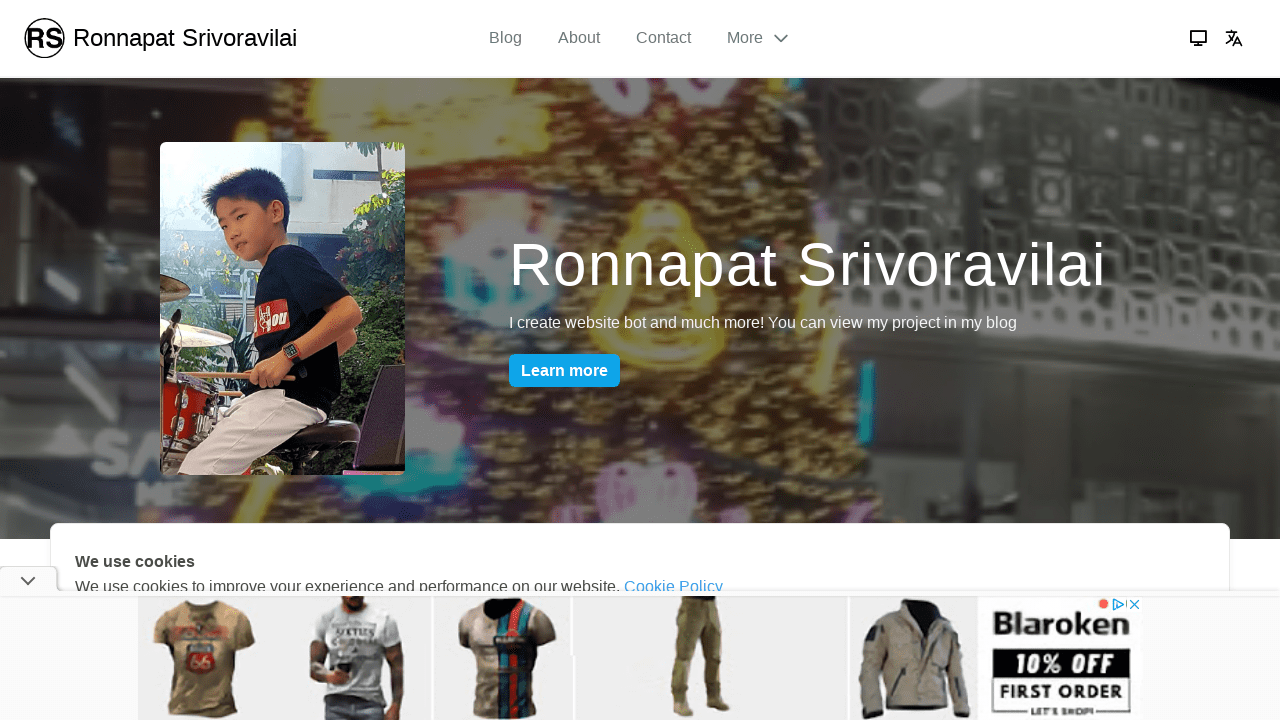 RS Ronnapat Srivoravilai
Blog About Contact More
Ronnapat Srivoravilai
I create website bot and much more! You can view my project in my blog
Learn more
We use cookies
We use cookies to improve your experience and performance on our website. Cookie Policy
Blaroken
10% OFF
FIRST ORDER
LET'S SHOP!
66
SIXTIES